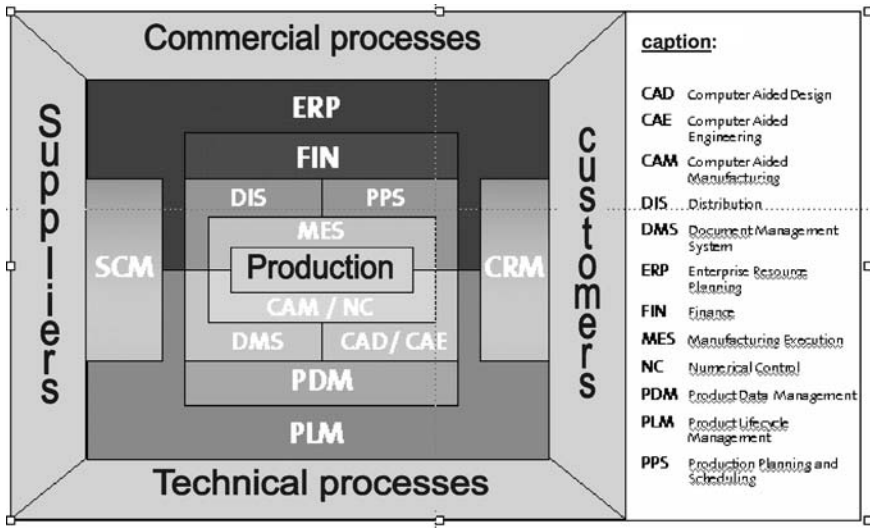 Commercial processes
Suppliers
customers
ERP
FIN
DIS PPS
MES
SCM Production CRM
CAM / NC
DMS CAD/ CAE
PDM
PLM
Technical processes
caption:
CAD Computer Aided Design
CAE Computer Aided
Engineering
CAM Computer Aided
Manufacturing
DIS Distribution
DMS Document Management
System
ERP Enterprise Resource
Planning
FIN Finance
MES Manufacturing Execution
NC Numerical Control
PDM Product Data Management
PLM Product Lifecycle
Management
PPS Production Planning and
Scheduling